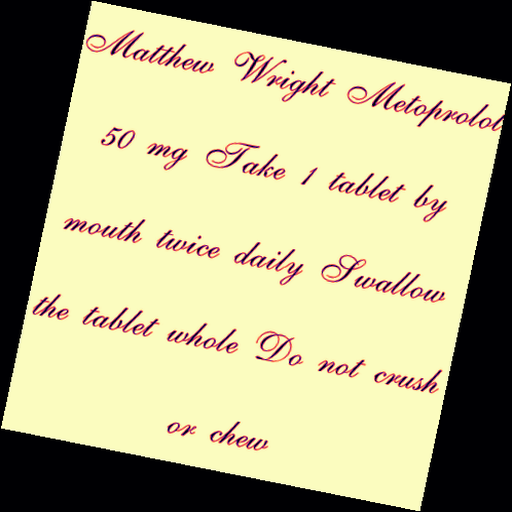 Matthew Wright Metoprolol
50 mg Take 1 tablet by
mouth twice daily Swallow
the tablet whole Do not crush
or chew